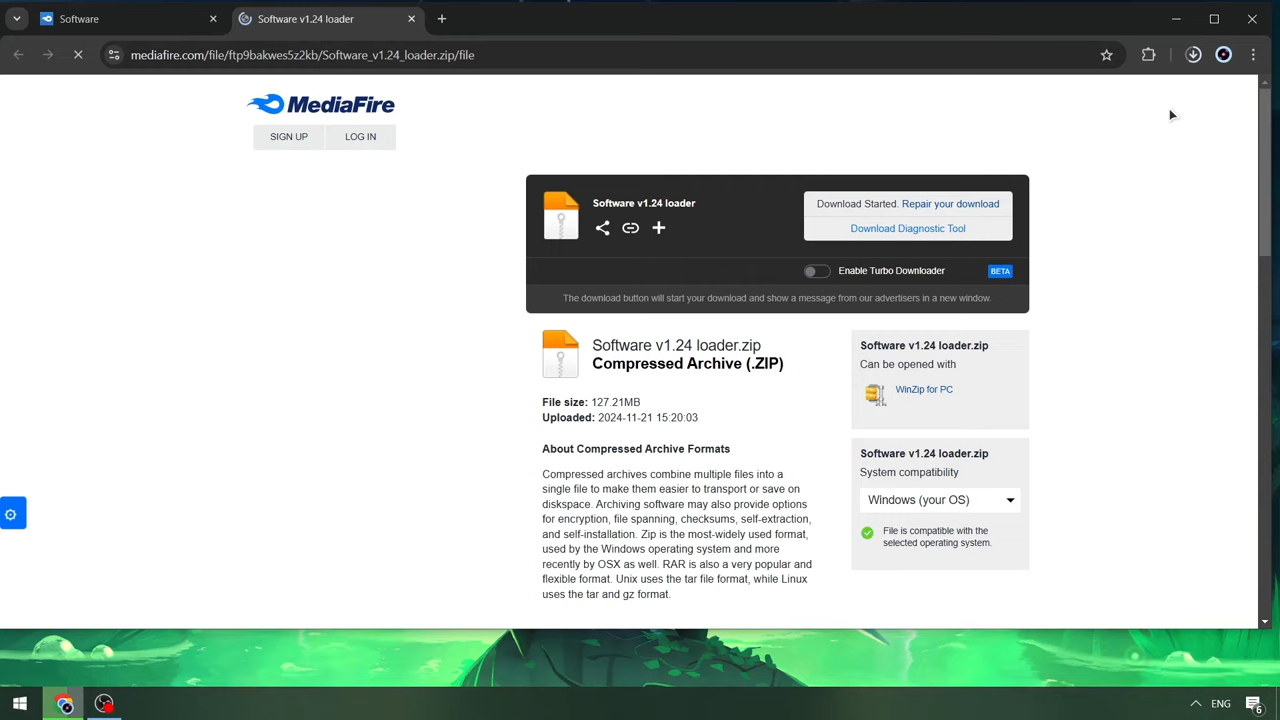 Software
Software v1.24 loader
mediafire.com/file/ftp9bakwes5z2kb/Software_v1.24_loader.zip/file
MediaFire
SIGN UP
LOG IN
Software v1.24 loader
Download Started. Repair your download
Download Diagnostic Tool
Enable Turbo Downloader
BETA
The download button will start your download and show a message from our advertisers in a new window.
Software v1.24 loader.zip
Compressed Archive (.ZIP)
File size: 127.21MB
Uploaded: 2024-11-21 15:20:03
About Compressed Archive Formats
Compressed archives combine multiple files into a
single file to make them easier to transport or save on
diskspace. Archiving software may also provide options
for encryption, file spanning, checksums, self-extraction,
and self-installation. Zip is the most-widely used format,
used by the Windows operating system and more
recently by OSX as well. RAR is also a very popular and
flexible format. Unix uses the tar file format, while Linux
uses the tar and gz format.
Software v1.24 loader.zip
Can be opened with
WinZip for PC
Software v1.24 loader.zip
System compatibility
Windows (your OS)
File is compatible with the
selected operating system.
ENG
6